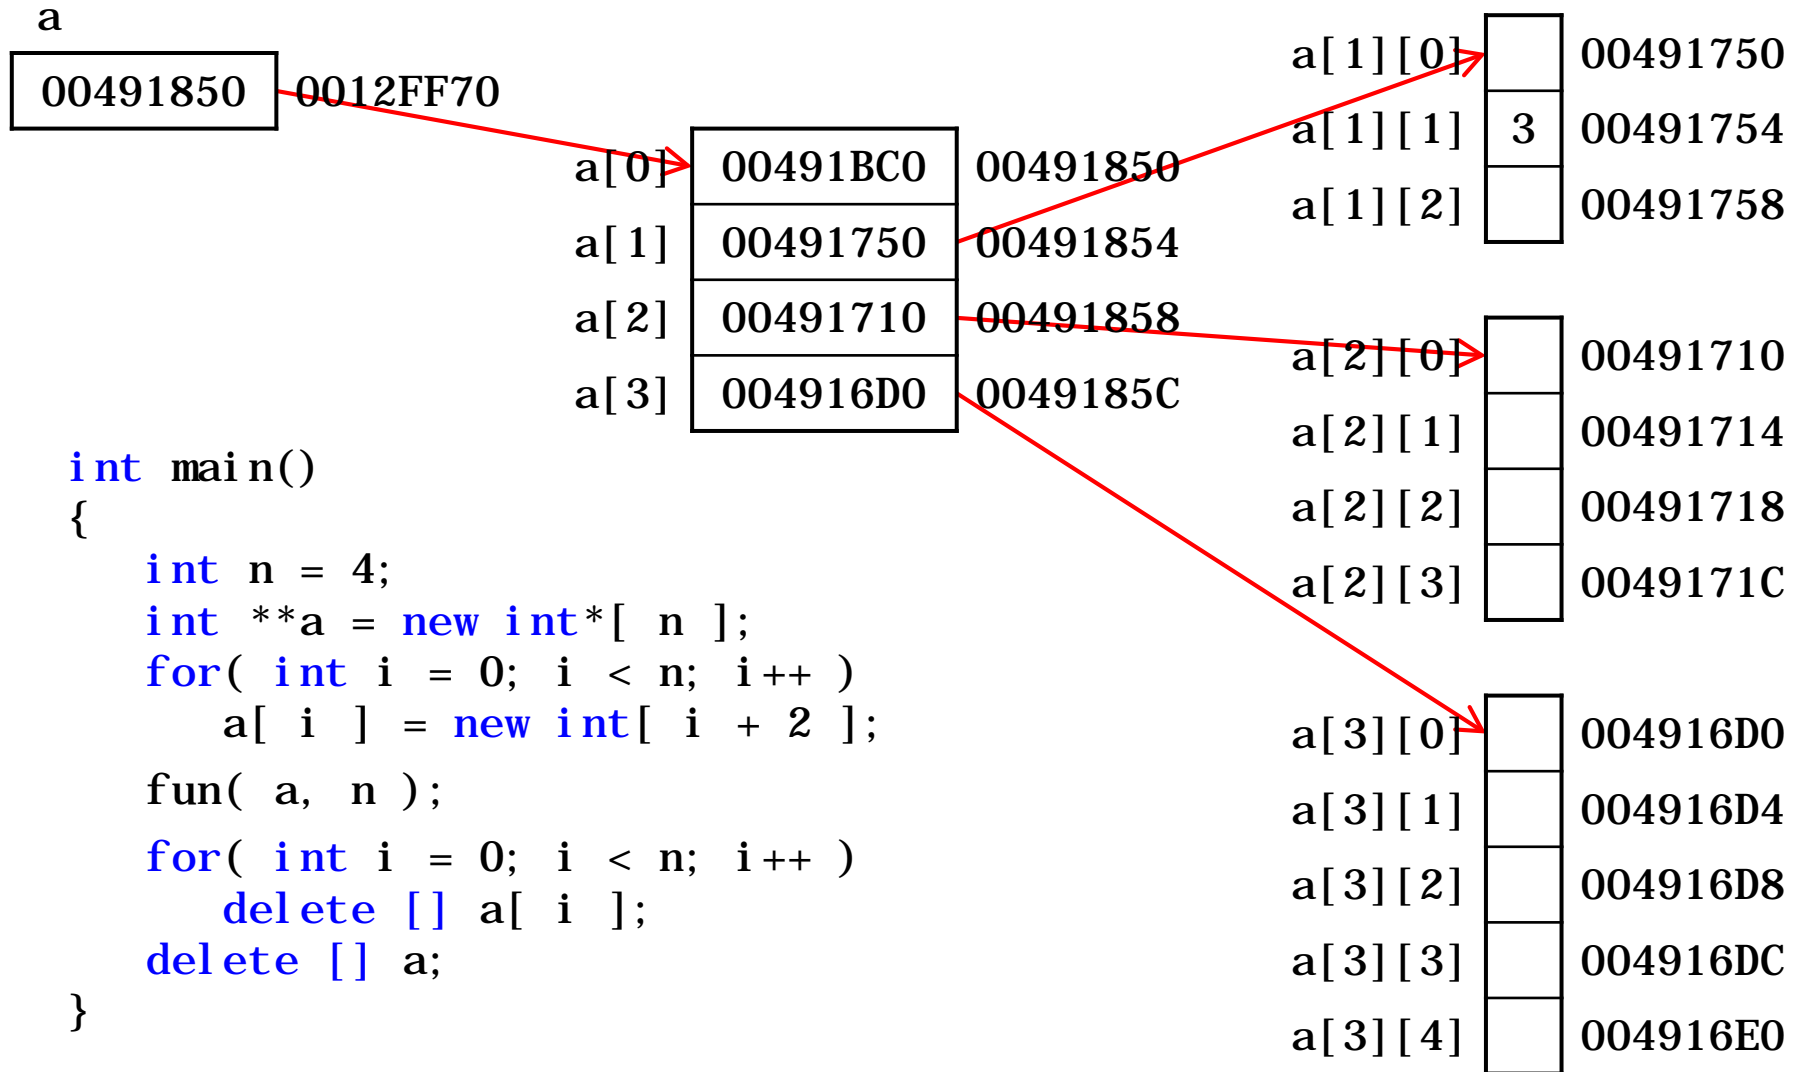 a
00491850 0012FF70
a[0] 00491BC0 00491850
a[1] 00491750 00491854
a[2] 00491710 00491858
a[3] 004916D0 0049185C
a[1][0] 00491750
a[1][1] 3 00491754
a[1][2] 00491758
a[2][0] 00491710
a[2][1] 00491714
a[2][2] 00491718
a[2][3] 0049171C
a[3][0] 004916D0
a[3][1] 004916D4
a[3][2] 004916D8
a[3][3] 004916DC
a[3][4] 004916E0
int main()
{
int n = 4;
int **a = new int*[ n ];
for( int i = 0; i < n; i++ )
a[ i ] = new int[ i + 2 ];
fun( a, n );
for( int i = 0; i < n; i++ )
delete [] a[ i ];
delete [] a;
}